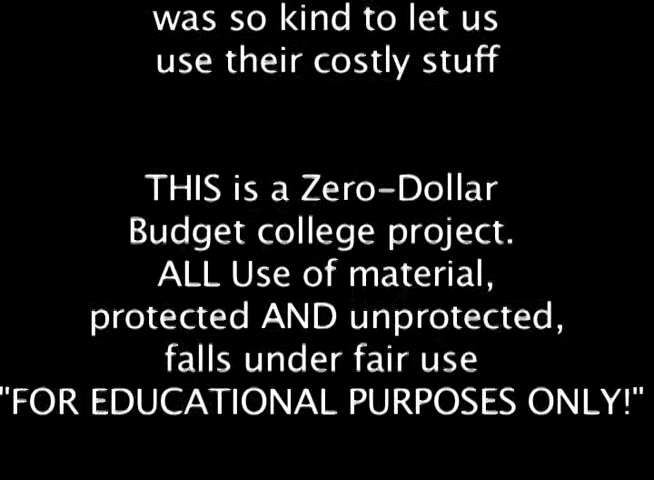 was so kind to let us
use their costly stuff
THIS is a Zero-Dollar
Budget college project.
ALL Use of material,
protected AND unprotected,
falls under fair use
"FOR EDUCATIONAL PURPOSES ONLY!"